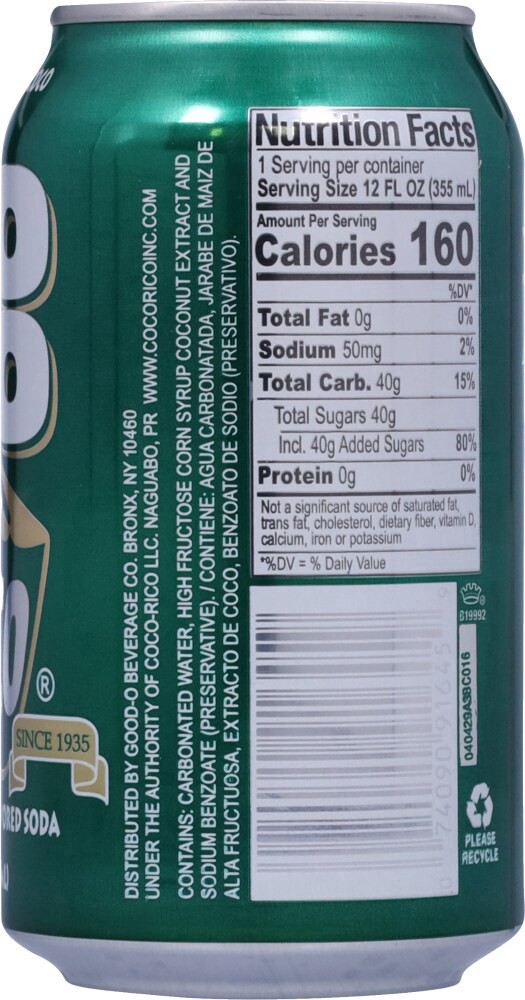 Nutrition Facts
1 Serving per container
Serving Size 12 FL OZ (355 mL)
Amount Per Serving
Calories 160
%DV*
Total Fat 0g 0%
Sodium 50mg 2%
Total Carb. 40g 15%
Total Sugars 40g
Incl. 40g Added Sugars 80%
Protein 0g 0%
Not a significant source of saturated fat,
trans fat, cholesterol, dietary fiber, vitamin D,
calcium, iron or potassium
*%DV = % Daily Value
DISTRIBUTED BY GOOD-O BEVERAGE CO. BRONX, NY 10460
UNDER THE AUTHORITY OF COCO-RICO LLC. NAGUABO, PR WWW.COCORICOINC.COM
CONTAINS: CARBONATED WATER, HIGH FRUCTOSE CORN SYRUP COCONUT EXTRACT AND
SODIUM BENZOATE (PRESERVATIVE). / CONTIENE: AGUA CARBONATADA, JARABE DE MAIZ DE
ALTA FRUCTUOSA, EXTRACTO DE COCO, BENZOATO DE SODIO (PRESERVATIVO).
®
SINCE 1935
ORED SODA
B19992
040429A3BC016
PLEASE
RECYCLE